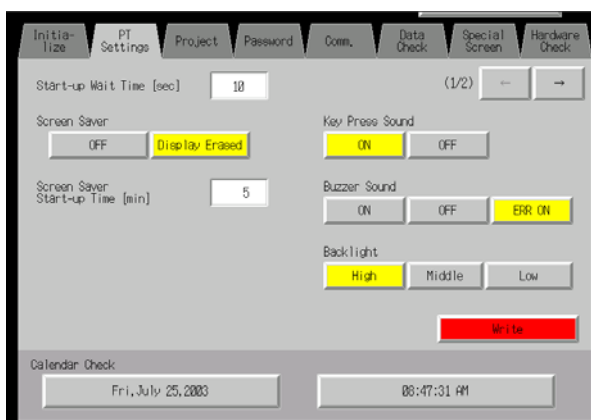 Initia-
lize
PT
Settings
Project
Password
Comm.
Data
Check
Special
Screen
Hardware
Check
Start-up Wait Time [sec]
10
(1/2) ← →
Screen Saver
OFF
Display Erased
Key Press Sound
ON
OFF
Screen Saver
Start-up Time [min]
5
Buzzer Sound
ON
OFF
ERR ON
Backlight
High
Middle
Low
Write
Calendar Check
Fri,July 25,2003
08:47:31 AM